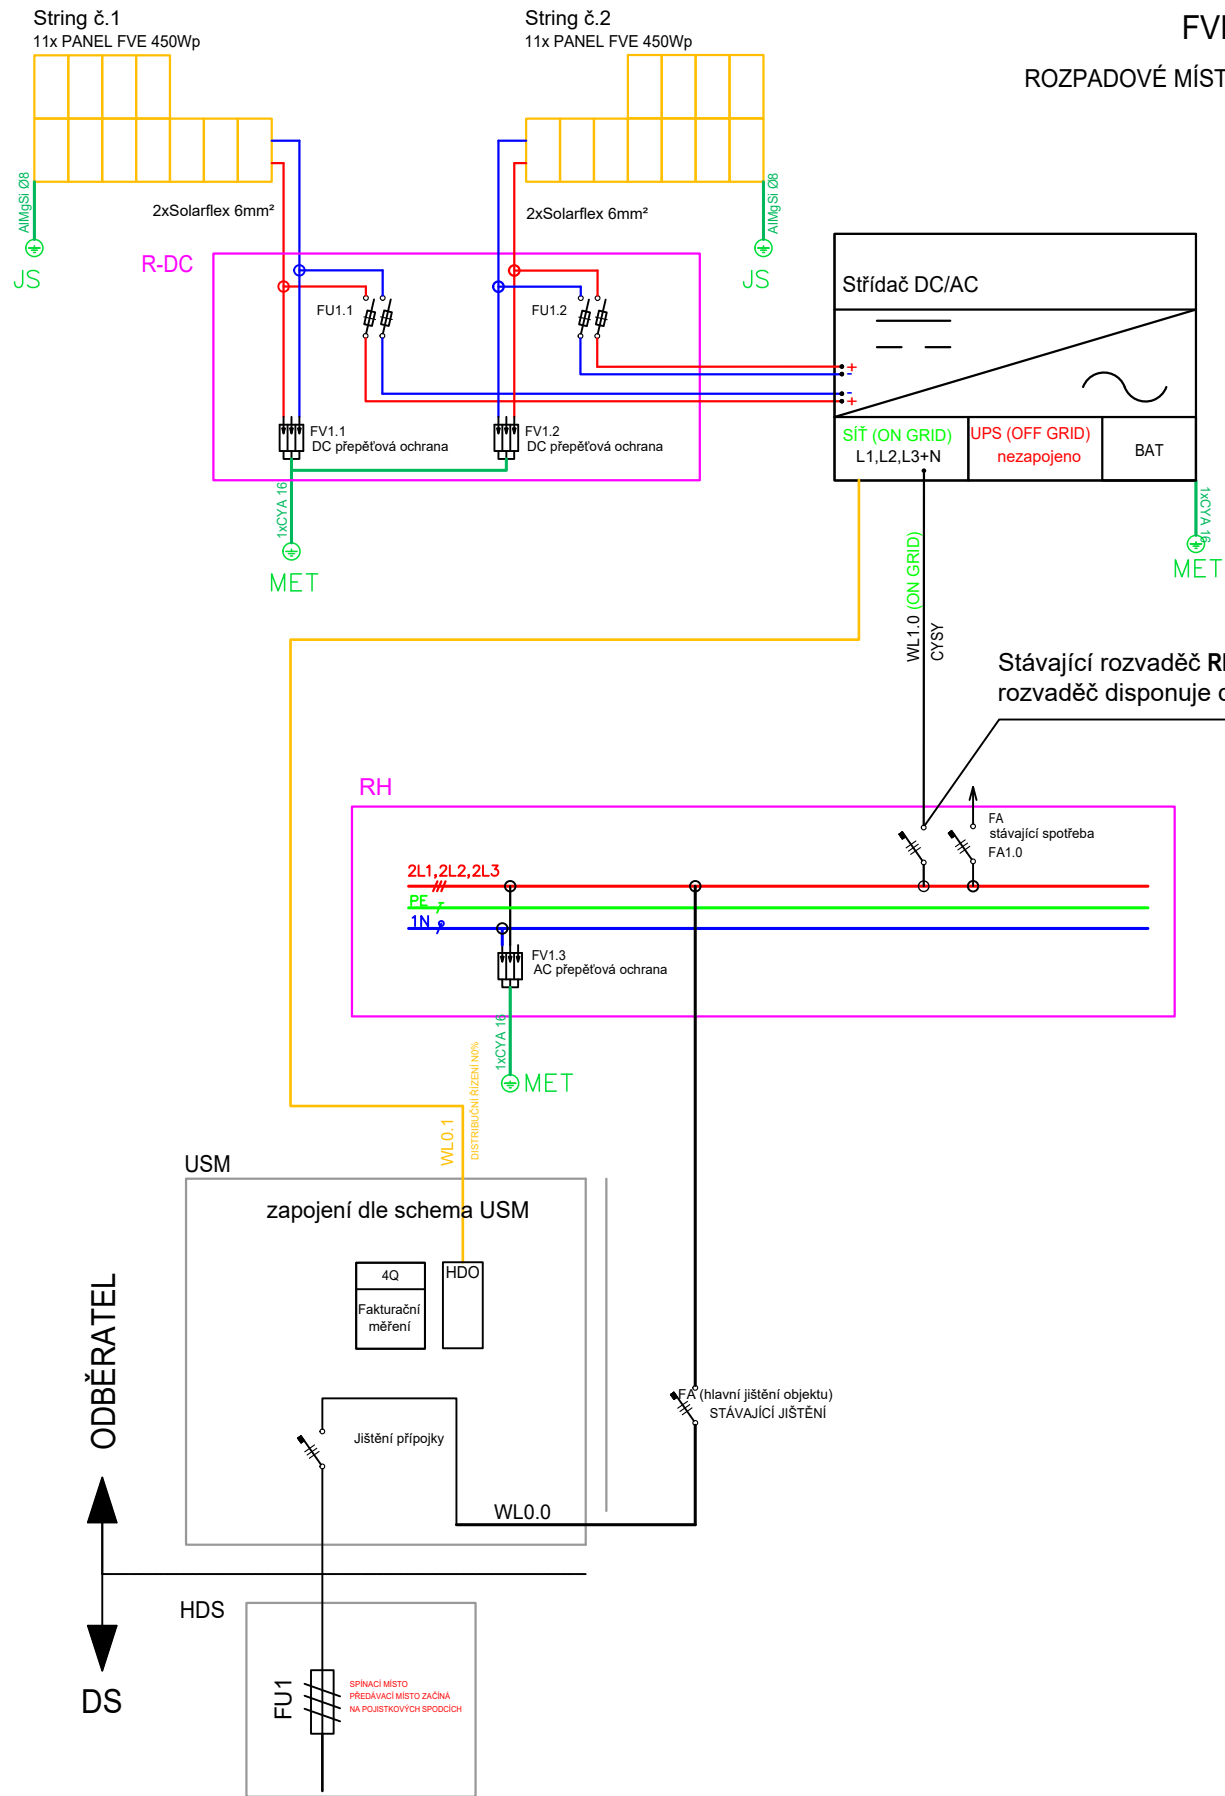 String č.1
11x PANEL FVE 450Wp
String č.2
11x PANEL FVE 450Wp
ROZPADOVÉ MÍST
AlMgSi Ø8
JS
2xSolarflex 6mm²
2xSolarflex 6mm²
AlMgSi Ø8
JS
R-DC
FU1.1
FU1.2
FV1.1
DC přepěťová ochrana
FV1.2
DC přepěťová ochrana
1xCYA 16
MET
Střídač DC/AC
+
-
-
+
SÍŤ (ON GRID)
L1,L2,L3+N
UPS (OFF GRID)
nezapojeno
BAT
1xCYA 16
MET
WL1.0 (ON GRID)
CYSY
Stávající rozvaděč
rozvaděč disponuje
RH
FA
stávající spotřeba
FA1.0
2L1,2L2,2L3
PE
1N
FV1.3
AC přepěťová ochrana
1xCYA 16
MET
WL0.1
DISTRIBUČNÍ ŘÍZENÍ N0%
USM
zapojení dle schema USM
4Q
Fakturační
měření
HDO
FA (hlavní jištění objektu)
STÁVAJÍCÍ JIŠTĚNÍ
Jištění přípojky
WL0.0
ODBĚRATEL
DS
HDS
FU1
SPÍNACÍ MÍSTO
PŘEDÁVACÍ MÍSTO ZAČÍNÁ
NA POJISTKOVÝCH SPODCÍCH